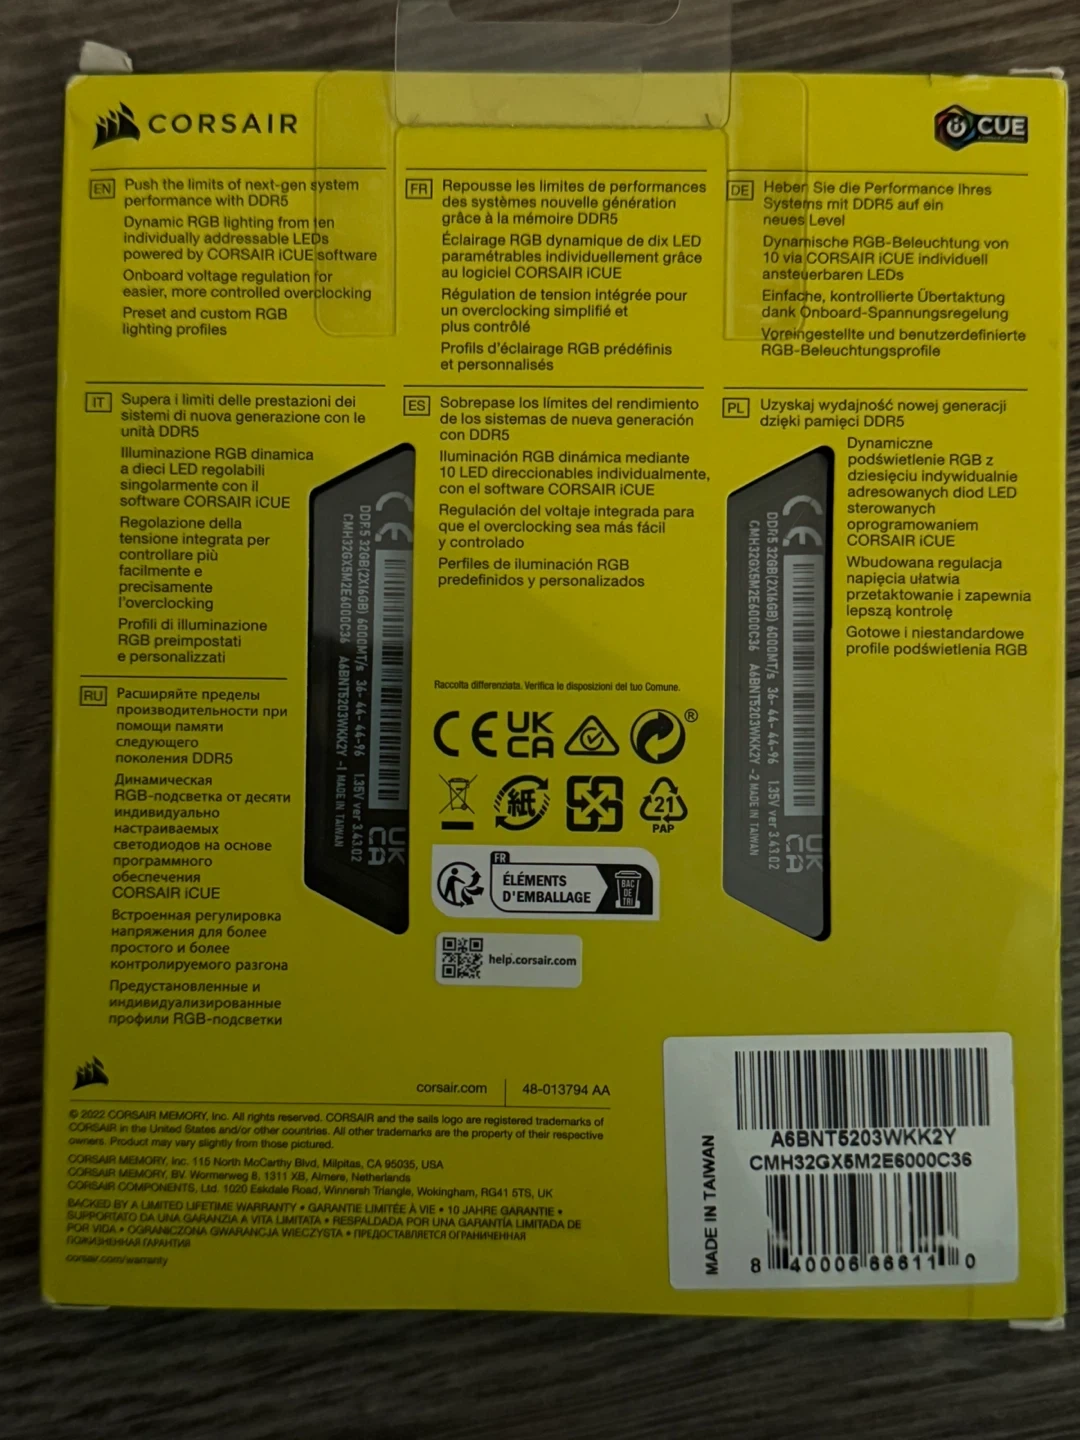 CORSAIR
iCUE
EN
Push the limits of next-gen system
performance with DDR5
Dynamic RGB lighting from ten
individually addressable LEDs
powered by CORSAIR iCUE software
Onboard voltage regulation for
easier, more controlled overclocking
Preset and custom RGB
lighting profiles
FR
Repousse les limites de performances
des systèmes nouvelle génération
grâce à la mémoire DDR5
Éclairage RGB dynamique de dix LED
paramétrables individuellement grâce
au logiciel CORSAIR iCUE
Régulation de tension intégrée pour
un overclocking simplifié et
plus contrôlé
Profils d'éclairage RGB prédéfinis
et personnalisés
DE
Heben Sie die Performance Ihres
Systems mit DDR5 auf ein
neues Level
Dynamische RGB-Beleuchtung von
10 via CORSAIR iCUE individuell
ansteuerbaren LEDs
Einfache, kontrollierte Übertaktung
dank Onboard-Spannungsregelung
Voreingestellte und benutzerdefinierte
RGB-Beleuchtungsprofile
IT
Supera i limiti delle prestazioni dei
sistemi di nuova generazione con le
unità DDR5
Illuminazione RGB dinamica
a dieci LED regolabili
singolarmente con il
software CORSAIR iCUE
Regolazione della
tensione integrata per
controllare più
facilmente e
precisamente
l'overclocking
Profili di illuminazione
RGB preimpostati
e personalizzati
DDR5 32GB(2X16GB) 6000MT/s 36-44-44-96 1.35V ver 3.43.02
CMH32GX5M2E6000C36 A6BNT5203WKK2Y -1 MADE IN TAIWAN
UK
CA
ES
Sobrepase los límites del rendimiento
de los sistemas de nueva generación
con DDR5
Iluminación RGB dinámica mediante
10 LED direccionables individualmente,
con el software CORSAIR iCUE
Regulación del voltaje integrada para
que el overclocking sea más fácil
y controlado
Perfiles de iluminación RGB
predefinidos y personalizados
PL
Uzyskaj wydajność nowej generacji
dzięki pamięci DDR5
Dynamiczne
podświetlenie RGB z
dziesięciu indywidualnie
adresowanych diod LED
sterowanych
oprogramowaniem
CORSAIR iCUE
Wbudowana regulacja
napięcia ułatwia
przetaktowanie i zapewnia
lepszą kontrolę
Gotowe i niestandardowe
profile podświetlenia RGB
DDR5 32GB(2X16GB) 6000MT/s 36-44-44-96 1.35V ver 3.43.02
CMH32GX5M2E6000C36 A6BNT5203WKK2Y -2 MADE IN TAIWAN
UK
CA
RU
Расширяйте пределы
производительности при
помощи памяти
следующего
поколения DDR5
Динамическая
RGB-подсветка от десяти
индивидуально
настраиваемых
светодиодов на основе
программного
обеспечения
CORSAIR iCUE
Встроенная регулировка
напряжения для более
простого и более
контролируемого разгона
Предустановленные и
индивидуализированные
профили RGB-подсветки
Raccolta differenziata. Verifica le disposizioni del tuo Comune.
CE
UK
CA
®
紙
21
PAP
FR
ÉLÉMENTS
D'EMBALLAGE
BAC
DE
TRI
help.corsair.com
corsair.com
48-013794 AA
© 2022 CORSAIR MEMORY, Inc. All rights reserved. CORSAIR and the sails logo are registered trademarks of
CORSAIR in the United States and/or other countries. All other trademarks are the property of their respective
owners. Product may vary slightly from those pictured.
CORSAIR MEMORY, Inc. 115 North McCarthy Blvd, Milpitas, CA 95035, USA
CORSAIR MEMORY, BV. Wormerweg 8, 1311 XB, Almere, Netherlands
CORSAIR COMPONENTS, Ltd. 1020 Eskdale Road, Winnersh Triangle, Wokingham, RG41 5TS, UK
BACKED BY A LIMITED LIFETIME WARRANTY • GARANTIE LIMITÉE À VIE • 10 JAHRE GARANTIE •
SUPPORTATO DA UNA GARANZIA A VITA LIMITATA • RESPALDADA POR UNA GARANTÍA LIMITADA DE
POR VIDA • OGRANICZONA GWARANCJA WIECZYSTA • ПРЕДОСТАВЛЯЕТСЯ ОГРАНИЧЕННАЯ
ПОЖИЗНЕННАЯ ГАРАНТИЯ
corsair.com/warranty
MADE IN TAIWAN
A6BNT5203WKK2Y
CMH32GX5M2E6000C36
8 40006 66611 0